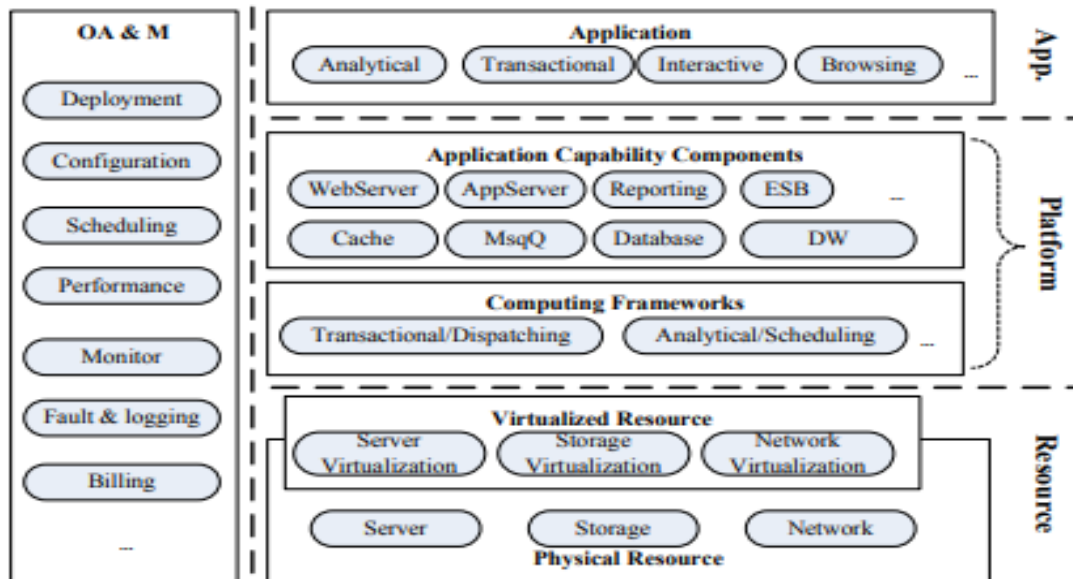 OA & M
Deployment
Configuration
Scheduling
Performance
Monitor
Fault & logging
Billing
...
Application
Analytical Transactional Interactive Browsing ...
App.
Application Capability Components
WebServer AppServer Reporting ESB ...
Cache MsqQ Database DW
Computing Frameworks
Transactional/Dispatching Analytical/Scheduling ...
Platform
Virtualized Resource
Server Virtualization Storage Virtualization Network Virtualization
Server Storage Network
Physical Resource
Resource